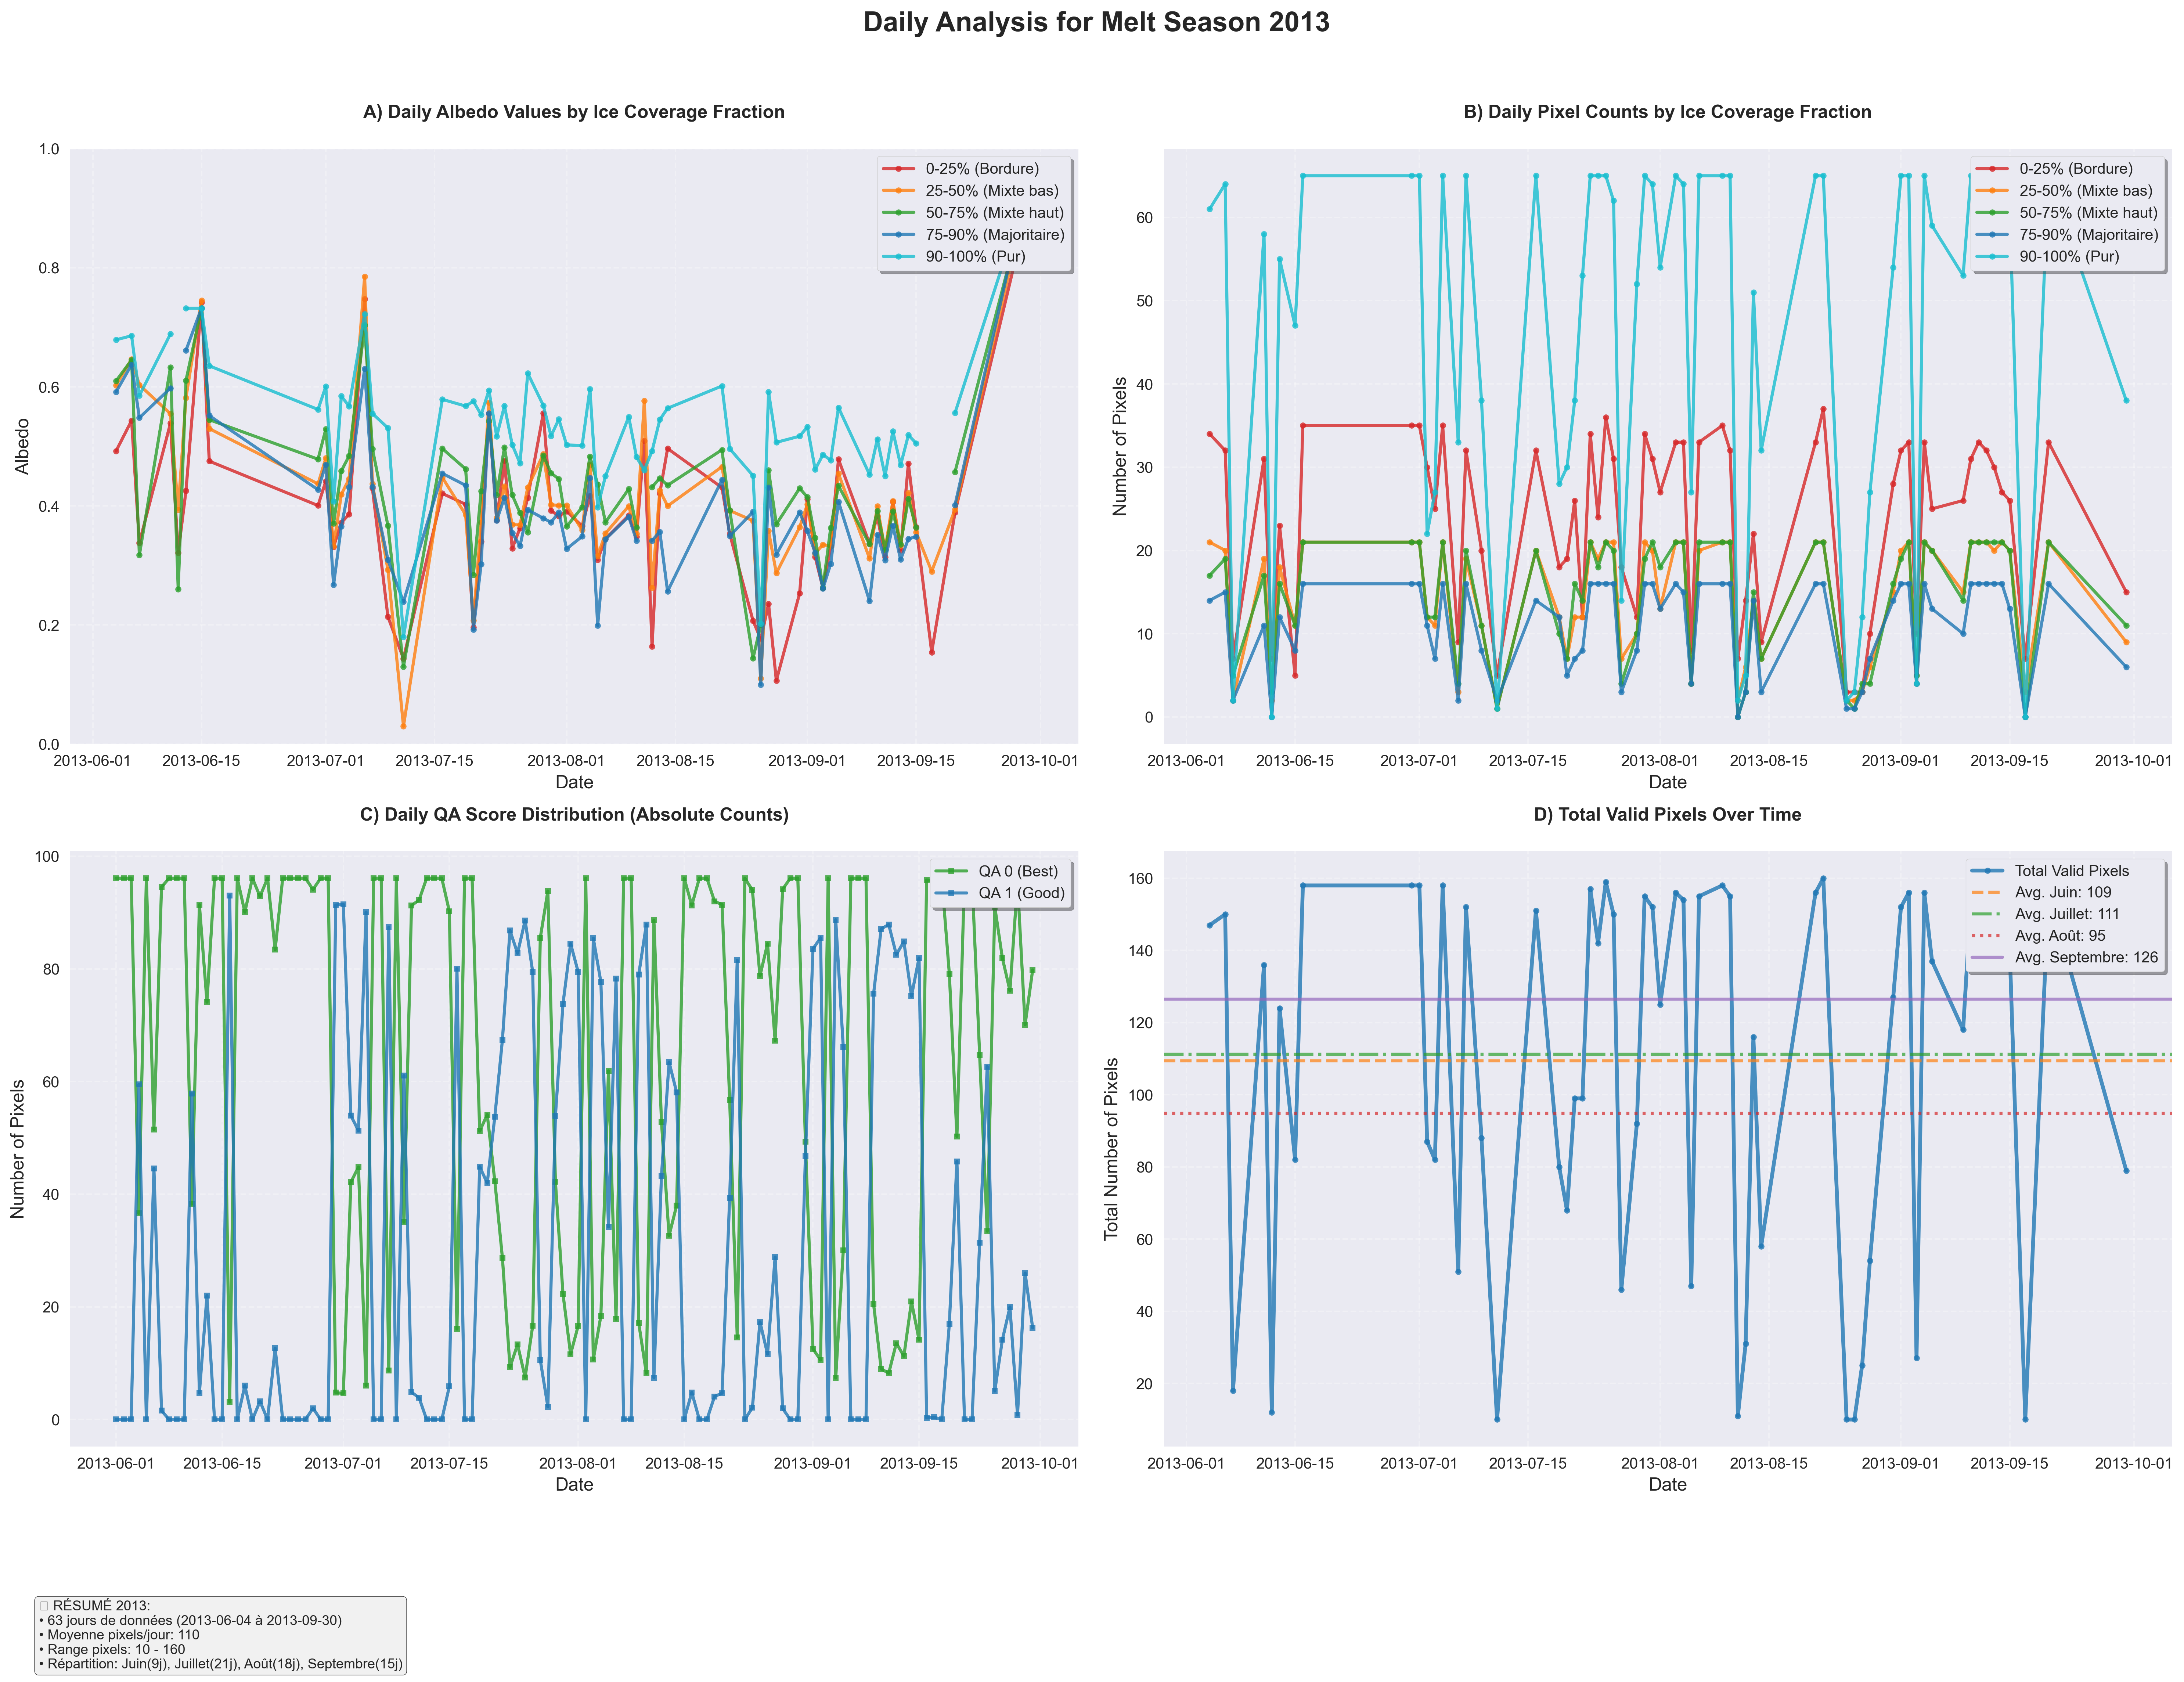 Daily Analysis for Melt Season 2013
A) Daily Albedo Values by Ice Coverage Fraction
Albedo
1.0
0.8
0.6
0.4
0.2
0.0
0-25% (Bordure)
25-50% (Mixte bas)
50-75% (Mixte haut)
75-90% (Majoritaire)
90-100% (Pur)
2013-06-01 2013-06-15 2013-07-01 2013-07-15 2013-08-01 2013-08-15 2013-09-01 2013-09-15 2013-10-01
Date
B) Daily Pixel Counts by Ice Coverage Fraction
Number of Pixels
60
50
40
30
20
10
0
0-25% (Bordure)
25-50% (Mixte bas)
50-75% (Mixte haut)
75-90% (Majoritaire)
90-100% (Pur)
2013-06-01 2013-06-15 2013-07-01 2013-07-15 2013-08-01 2013-08-15 2013-09-01 2013-09-15 2013-10-01
Date
C) Daily QA Score Distribution (Absolute Counts)
Number of Pixels
100
80
60
40
20
0
QA 0 (Best)
QA 1 (Good)
2013-06-01 2013-06-15 2013-07-01 2013-07-15 2013-08-01 2013-08-15 2013-09-01 2013-09-15 2013-10-01
Date
D) Total Valid Pixels Over Time
Total Number of Pixels
160
140
120
100
80
60
40
20
Total Valid Pixels
Avg. Juin: 109
Avg. Juillet: 111
Avg. Août: 95
Avg. Septembre: 126
2013-06-01 2013-06-15 2013-07-01 2013-07-15 2013-08-01 2013-08-15 2013-09-01 2013-09-15 2013-10-01
Date
RÉSUMÉ 2013:
• 63 jours de données (2013-06-04 à 2013-09-30)
• Moyenne pixels/jour: 110
• Range pixels: 10 - 160
• Répartition: Juin(9j), Juillet(21j), Août(18j), Septembre(15j)